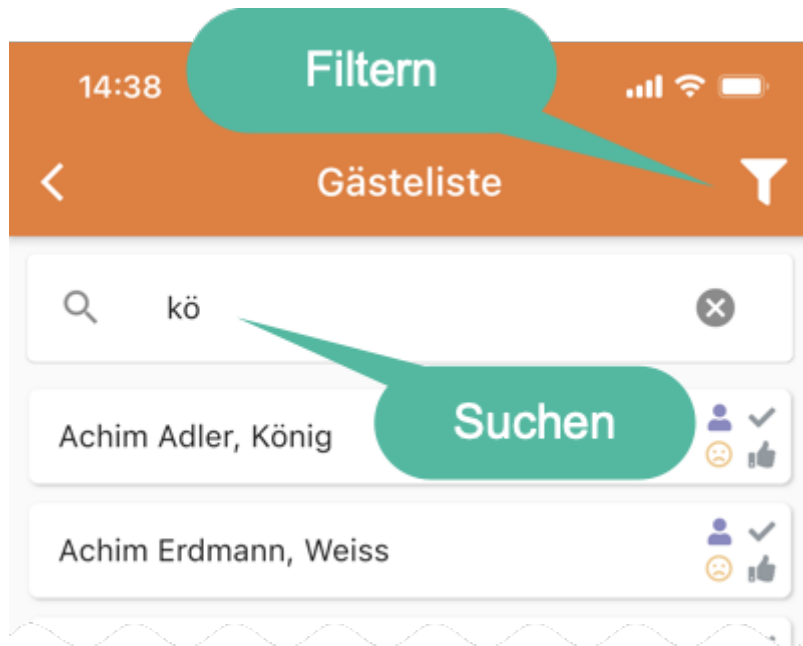 Filtern
14:38
Gästeliste
kö
Suchen
Achim Adler, König
Achim Erdmann, Weiss